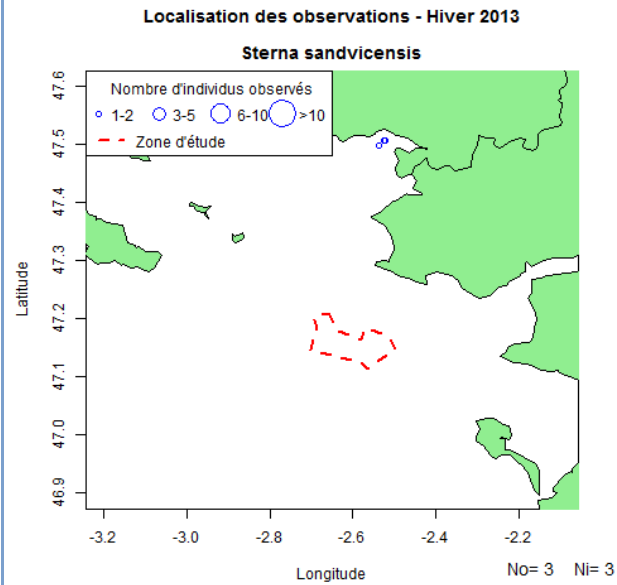 Localisation des observations - Hiver 2013
Sterna sandvicensis
Nombre d'individus observés
1-2 3-5 6-10 >10
Zone d'étude
47.6
47.5
47.4
47.3
47.2
47.1
47.0
46.9
Latitude
-3.2 -3.0 -2.8 -2.6 -2.4 -2.2
Longitude
No= 3 Ni= 3